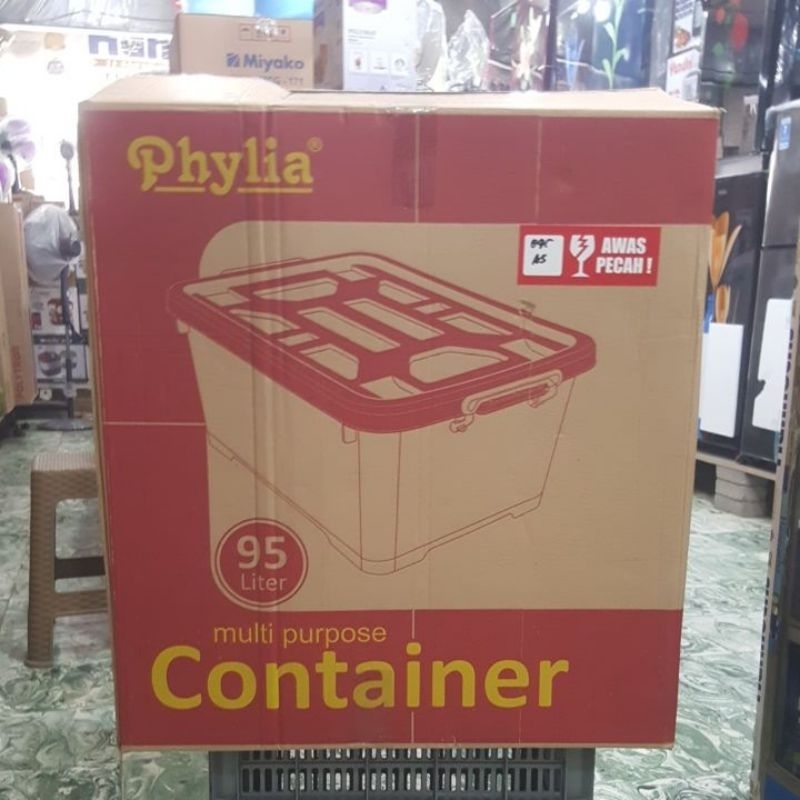 Miyako
Phylia®
AWAS
PECAH !
95
Liter
multi purpose
Container